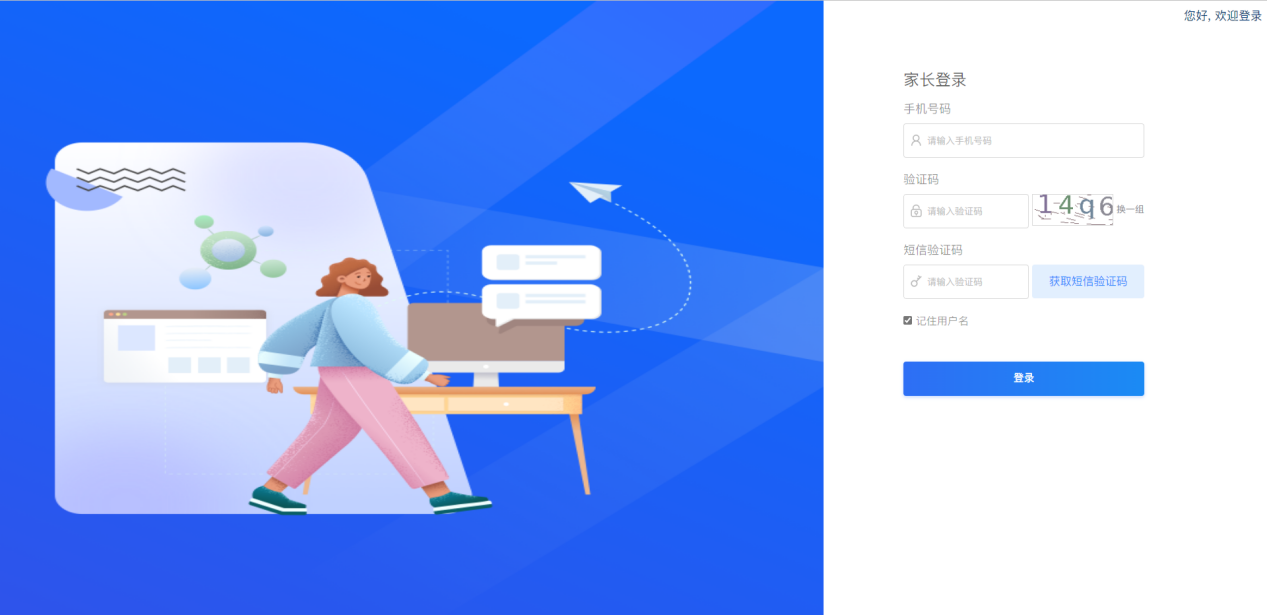 您好, 欢迎登录
家长登录
手机号码
请输入手机号码
验证码
请输入验证码 14q6 换一组
短信验证码
请输入验证码 获取短信验证码
记住用户名
登录